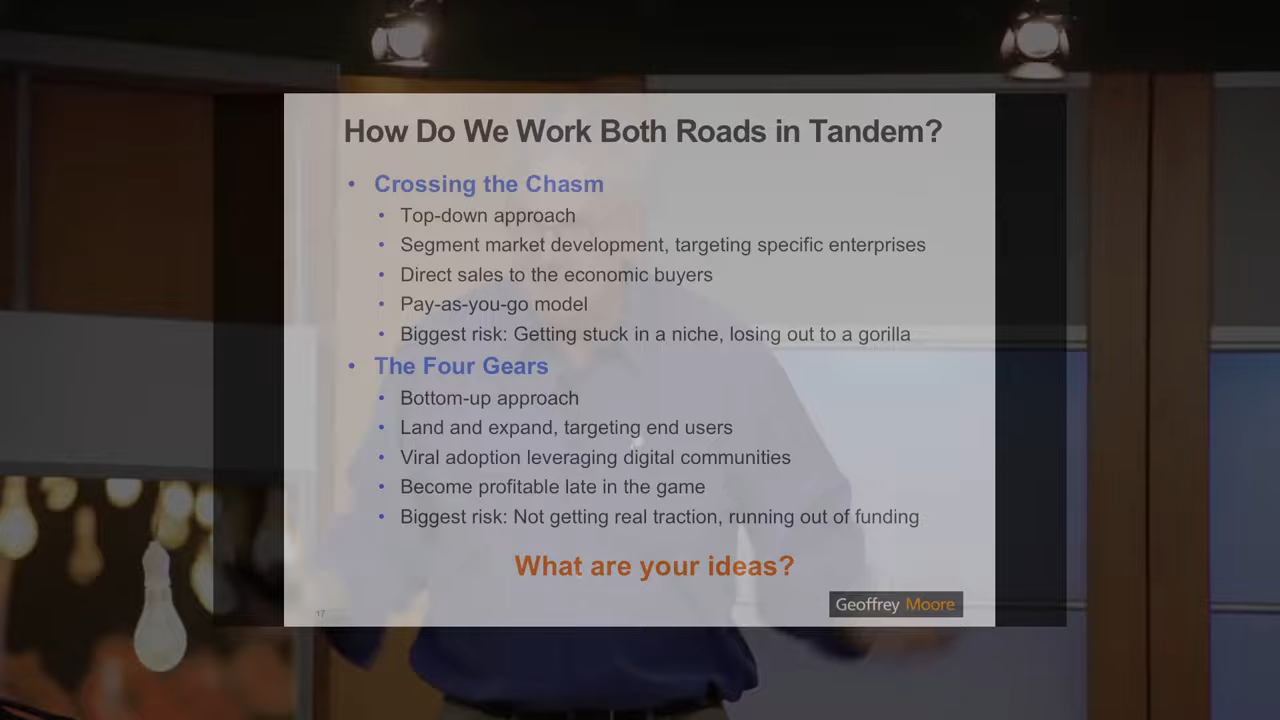 How Do We Work Both Roads in Tandem?
• Crossing the Chasm
• Top-down approach
• Segment market development, targeting specific enterprises
• Direct sales to the economic buyers
• Pay-as-you-go model
• Biggest risk: Getting stuck in a niche, losing out to a gorilla
• The Four Gears
• Bottom-up approach
• Land and expand, targeting end users
• Viral adoption leveraging digital communities
• Become profitable late in the game
• Biggest risk: Not getting real traction, running out of funding
What are your ideas?
17
Geoffrey Moore